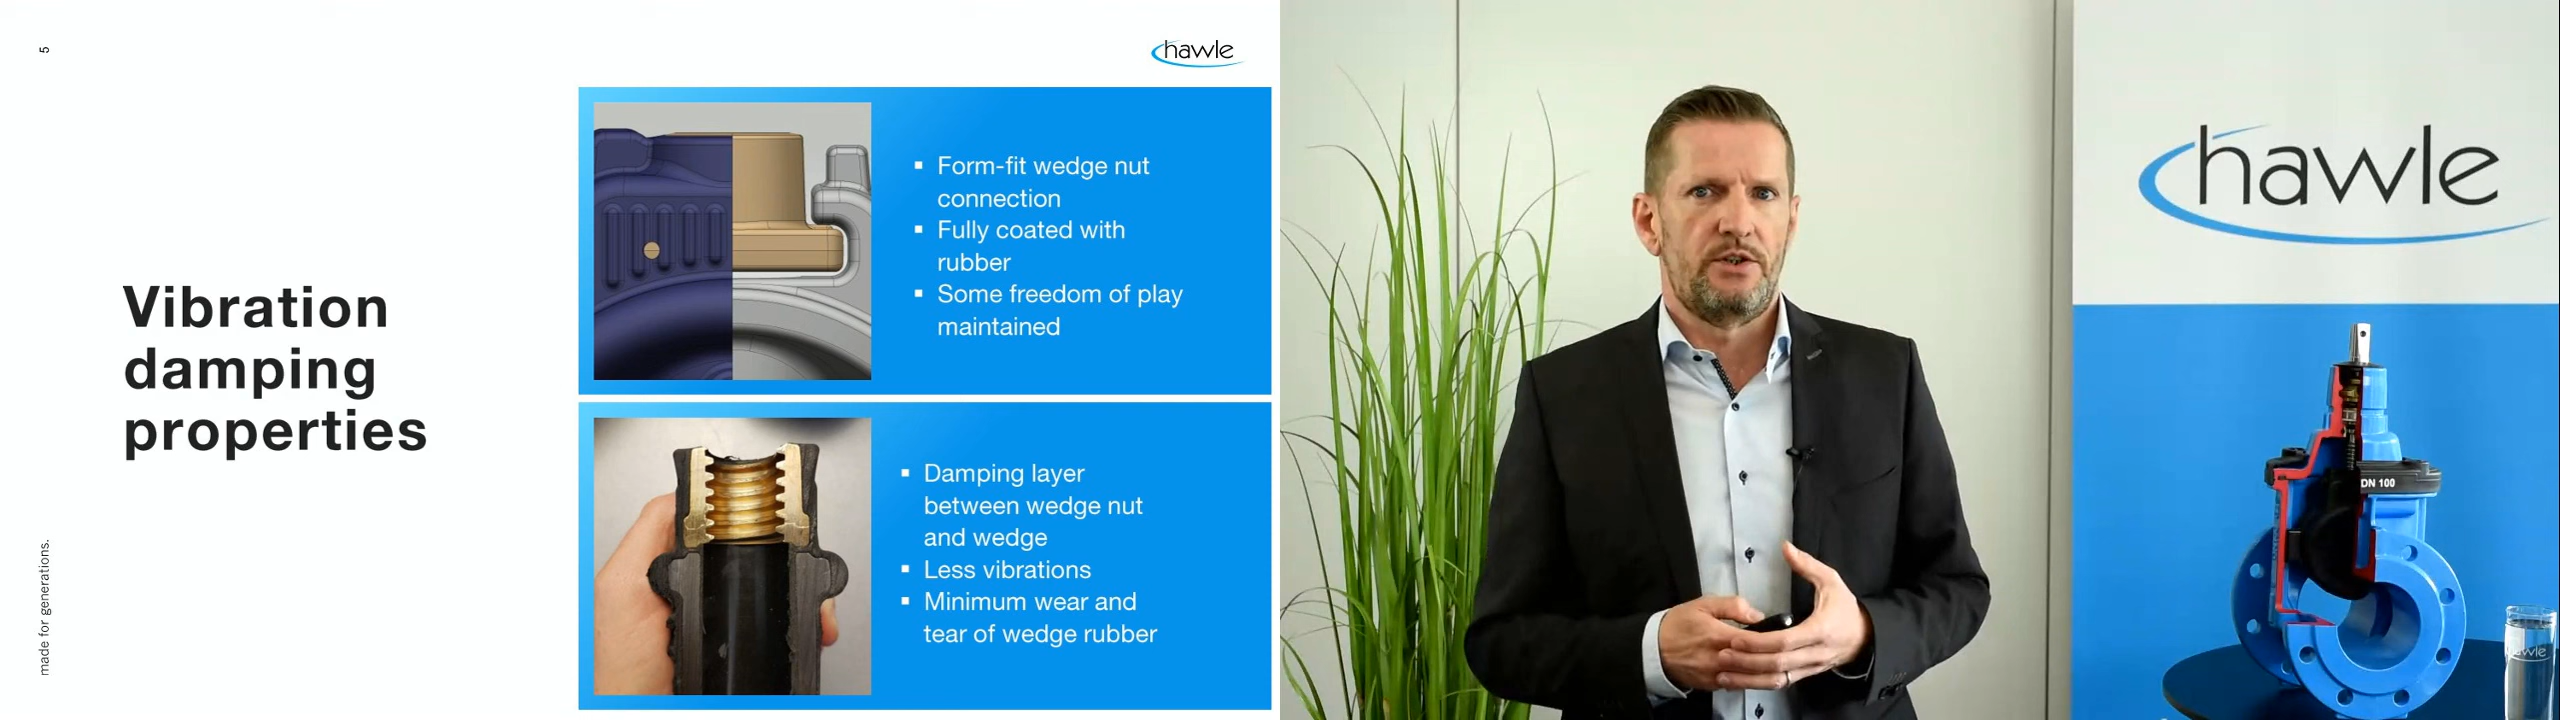 5
hawle
Vibration
damping
properties
made for generations.
▪ Form-fit wedge nut
connection
▪ Fully coated with
rubber
▪ Some freedom of play
maintained
▪ Damping layer
between wedge nut
and wedge
▪ Less vibrations
▪ Minimum wear and
tear of wedge rubber
hawle
DN 100
hawle